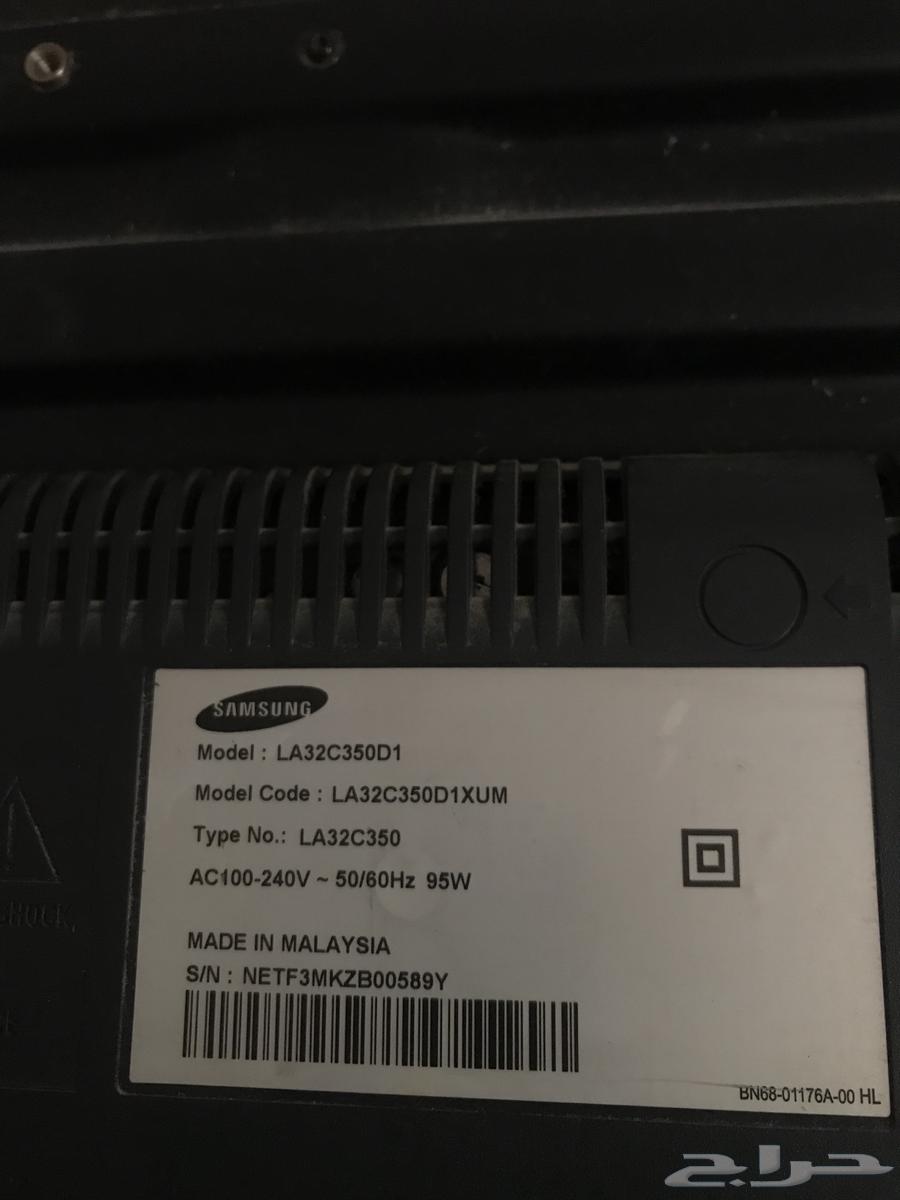 SAMSUNG
Model : LA32C350D1
Model Code : LA32C350D1XUM
Type No.: LA32C350
AC100-240V ~ 50/60Hz 95W
MADE IN MALAYSIA
S/N : NETF3MKZB00589Y
BN68-01176A-00 HL
SHOCK,
حراج